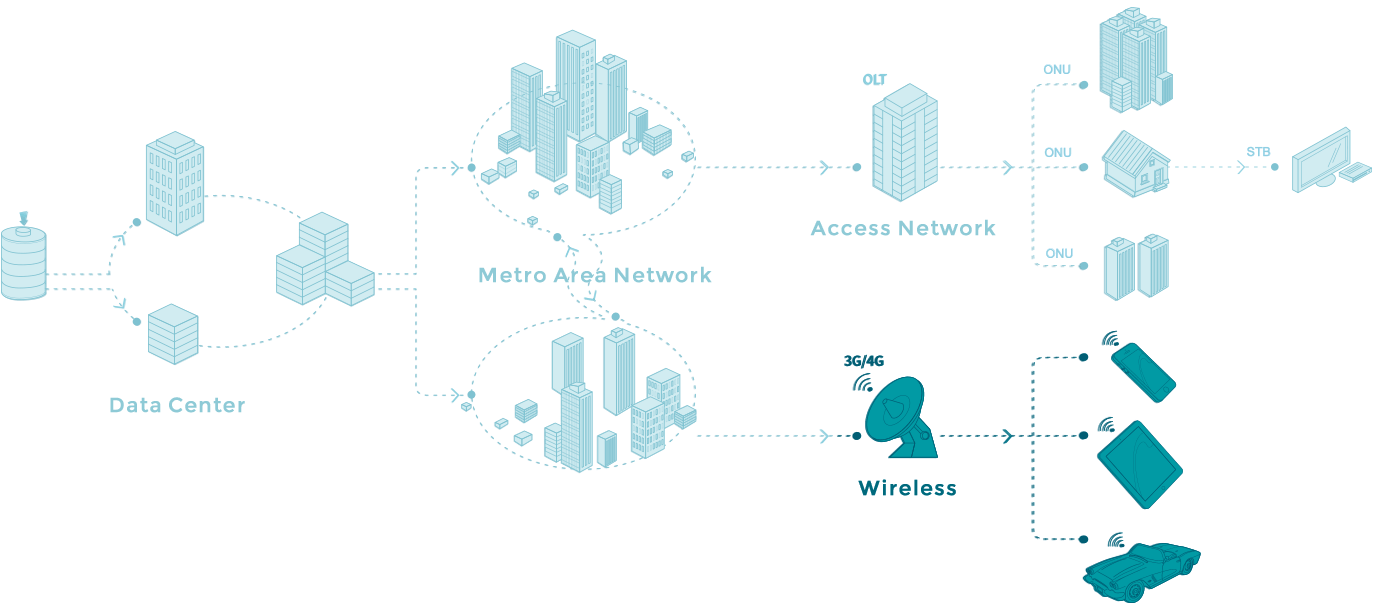 OLT
ONU
ONU
STB
Access Network
ONU
Metro Area Network
3G/4G
Data Center
Wireless